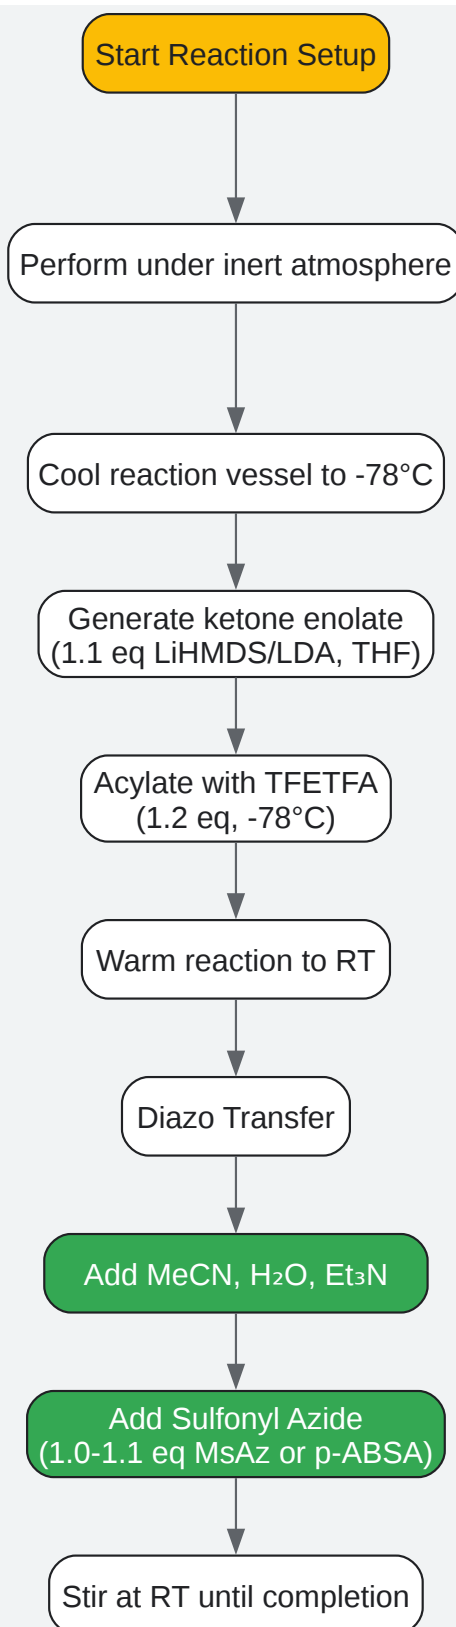 Start Reaction Setup
Perform under inert atmosphere
Cool reaction vessel to -78°C
Generate ketone enolate
(1.1 eq LiHMDS/LDA, THF)
Acylate with TFETFA
(1.2 eq, -78°C)
Warm reaction to RT
Diazo Transfer
Add MeCN, H₂O, Et₃N
Add Sulfonyl Azide
(1.0-1.1 eq MsAz or p-ABSA)
Stir at RT until completion